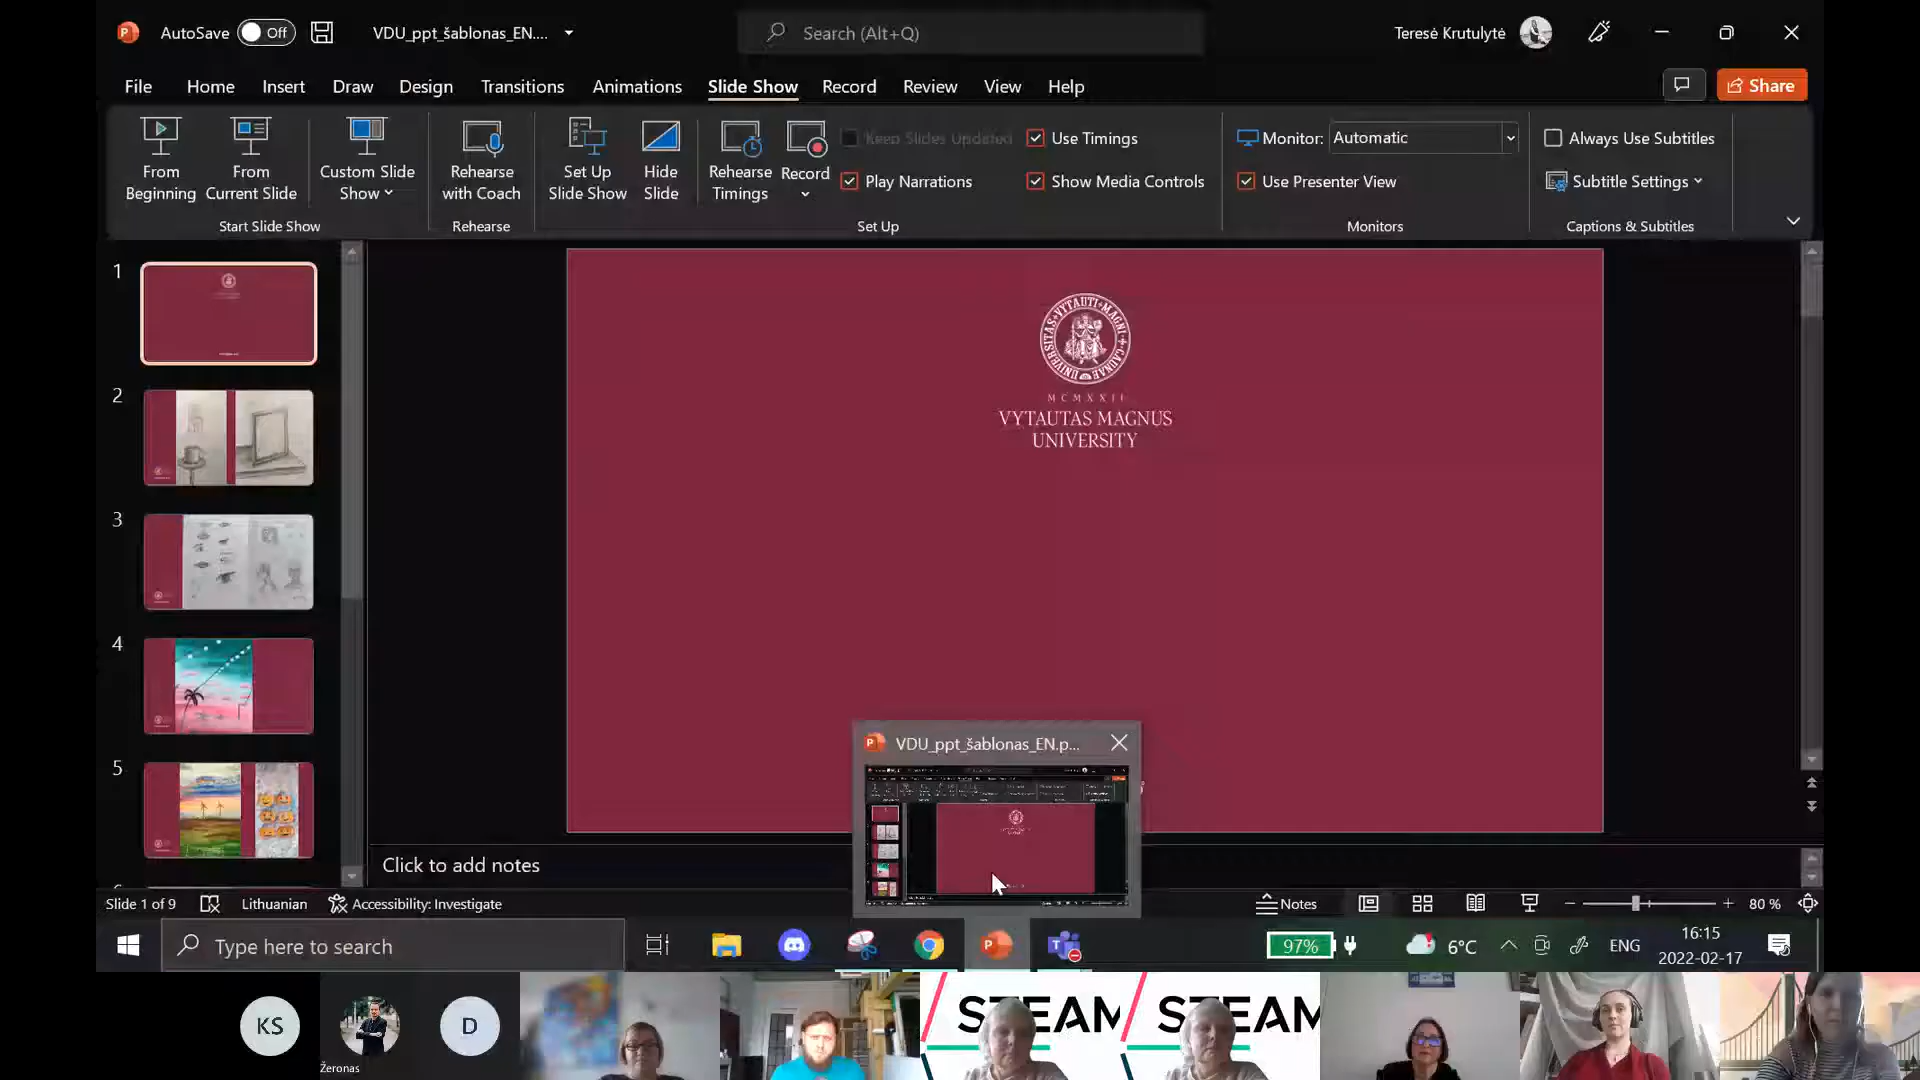 AutoSave Off VDU_ppt_šablonas_EN.... Search (Alt+Q) Teresė Krutulytė
File Home Insert Draw Design Transitions Animations Slide Show Record Review View Help Share
From Beginning
From Current Slide
Custom Slide Show
Start Slide Show
Rehearse with Coach
Rehearse
Set Up Slide Show
Hide Slide
Rehearse Timings
Record
Keep Slides Updated
Play Narrations
Use Timings
Show Media Controls
Set Up
Monitor: Automatic
Use Presenter View
Monitors
Always Use Subtitles
Subtitle Settings
Captions & Subtitles
1
2
3
4
5
UNIVERSITAS VYTAUTI MAGNI CAUNAE
MCMXXII
VYTAUTAS MAGNUS
UNIVERSITY
VDU_ppt_šablonas_EN.p...
Click to add notes
Slide 1 of 9 Lithuanian Accessibility: Investigate Notes 80 %
Type here to search 97% 6°C ENG 16:15
2022-02-17
KS D STEAM STEAM
Žeronas